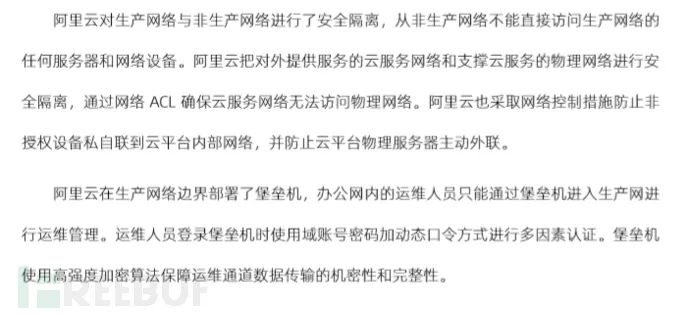 阿里云对生产网络与非生产网络进行了安全隔离，从非生产网络不能直接访问生产网络的
任何服务器和网络设备。阿里云把对外提供服务的云服务网络和支撑云服务的物理网络进行安
全隔离，通过网络 ACL 确保云服务网络无法访问物理网络。阿里云也采取网络控制措施防止非
授权设备私自联到云平台内部网络，并防止云平台物理服务器主动外联。
阿里云在生产网络边界部署了堡垒机，办公网内的运维人员只能通过堡垒机进入生产网进
行运维管理。运维人员登录堡垒机时使用域账号密码加动态口令方式进行多因素认证。堡垒机
使用高强度加密算法保障运维通道数据传输的机密性和完整性。
FREEBUF